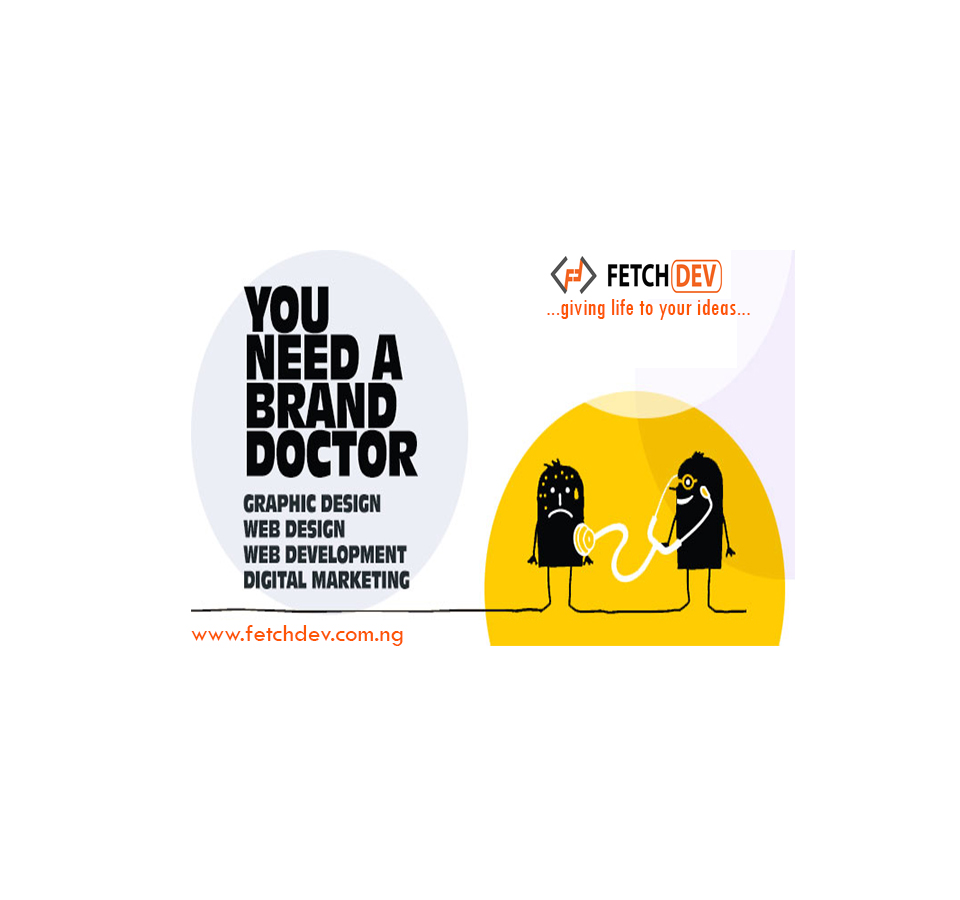 YOU
NEED A
BRAND
DOCTOR
GRAPHIC DESIGN
WEB DESIGN
WEB DEVELOPMENT
DIGITAL MARKETING
www.fetchdev.com.ng
FETCHDEV
...giving life to your ideas...